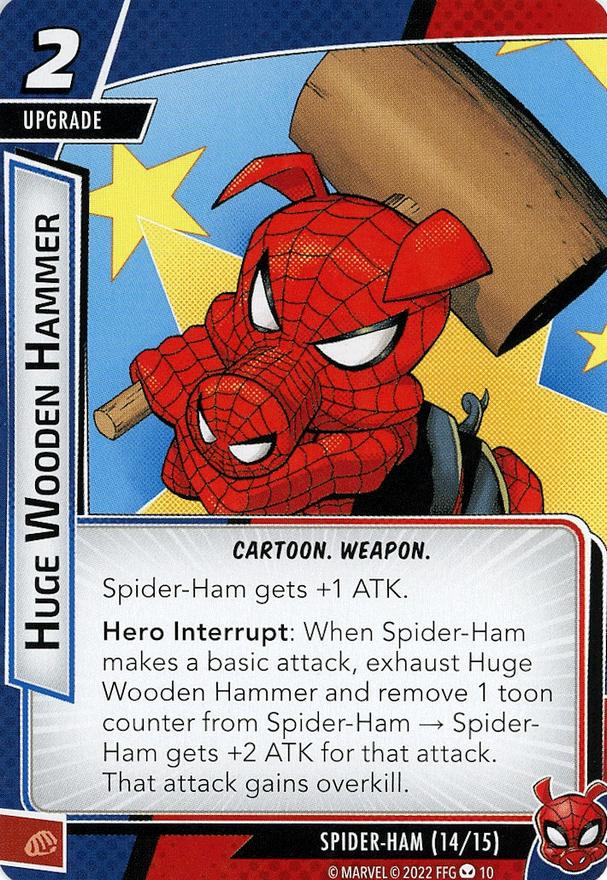 2
UPGRADE
HUGE WOODEN HAMMER
CARTOON. WEAPON.
Spider-Ham gets +1 ATK.
Hero Interrupt: When Spider-Ham
makes a basic attack, exhaust Huge
Wooden Hammer and remove 1 toon
counter from Spider-Ham → Spider-
Ham gets +2 ATK for that attack.
That attack gains overkill.
SPIDER-HAM (14/15)
© MARVEL © 2022 FFG 10